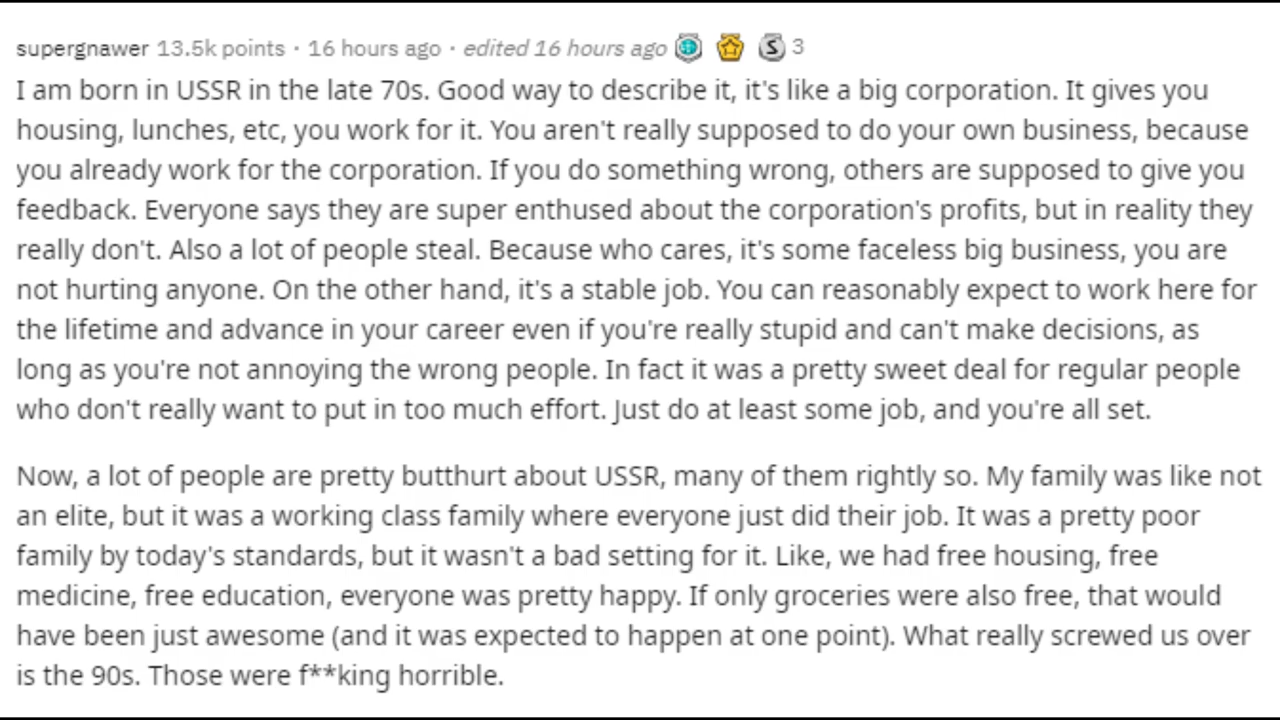 supergnawer 13.5k points · 16 hours ago · edited 16 hours ago S 3
I am born in USSR in the late 70s. Good way to describe it, it's like a big corporation. It gives you
housing, lunches, etc, you work for it. You aren't really supposed to do your own business, because
you already work for the corporation. If you do something wrong, others are supposed to give you
feedback. Everyone says they are super enthused about the corporation's profits, but in reality they
really don't. Also a lot of people steal. Because who cares, it's some faceless big business, you are
not hurting anyone. On the other hand, it's a stable job. You can reasonably expect to work here for
the lifetime and advance in your career even if you're really stupid and can't make decisions, as
long as you're not annoying the wrong people. In fact it was a pretty sweet deal for regular people
who don't really want to put in too much effort. Just do at least some job, and you're all set.
Now, a lot of people are pretty butthurt about USSR, many of them rightly so. My family was like not
an elite, but it was a working class family where everyone just did their job. It was a pretty poor
family by today's standards, but it wasn't a bad setting for it. Like, we had free housing, free
medicine, free education, everyone was pretty happy. If only groceries were also free, that would
have been just awesome (and it was expected to happen at one point). What really screwed us over
is the 90s. Those were f**king horrible.